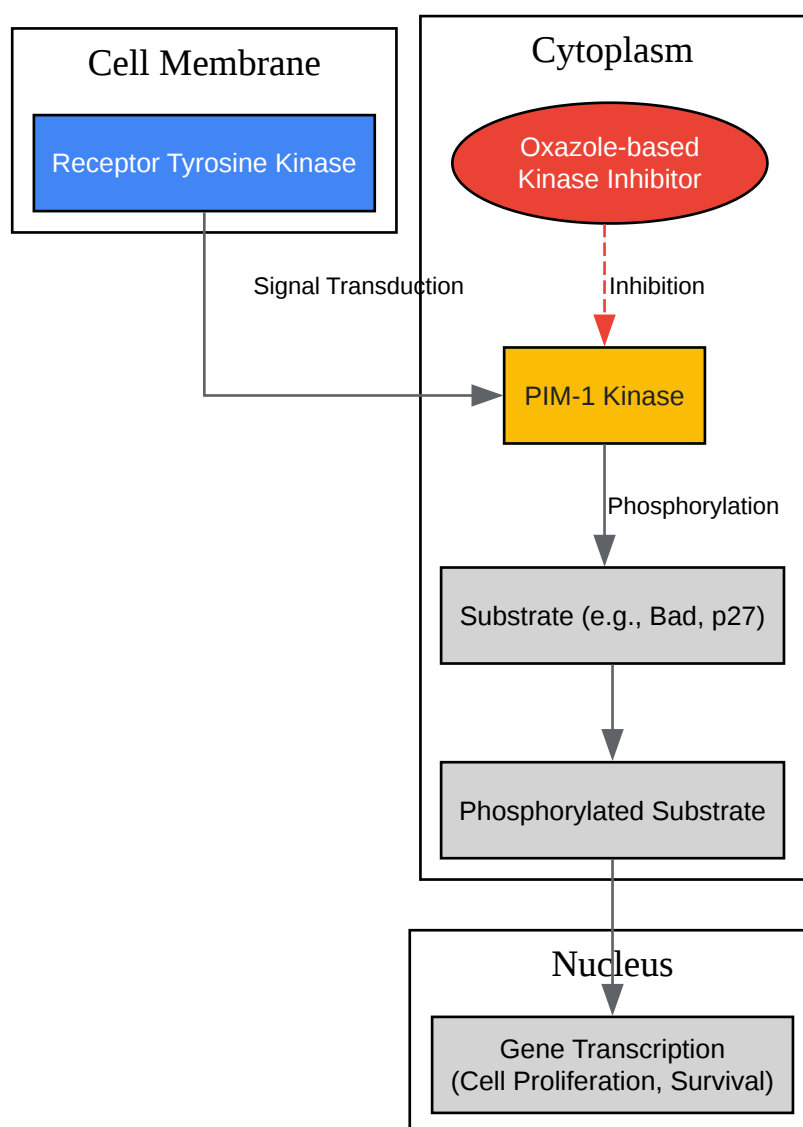 Cell Membrane
Receptor Tyrosine Kinase
Cytoplasm
Oxazole-based
Kinase Inhibitor
Signal Transduction
Inhibition
PIM-1 Kinase
Phosphorylation
Substrate (e.g., Bad, p27)
Phosphorylated Substrate
Nucleus
Gene Transcription
(Cell Proliferation, Survival)